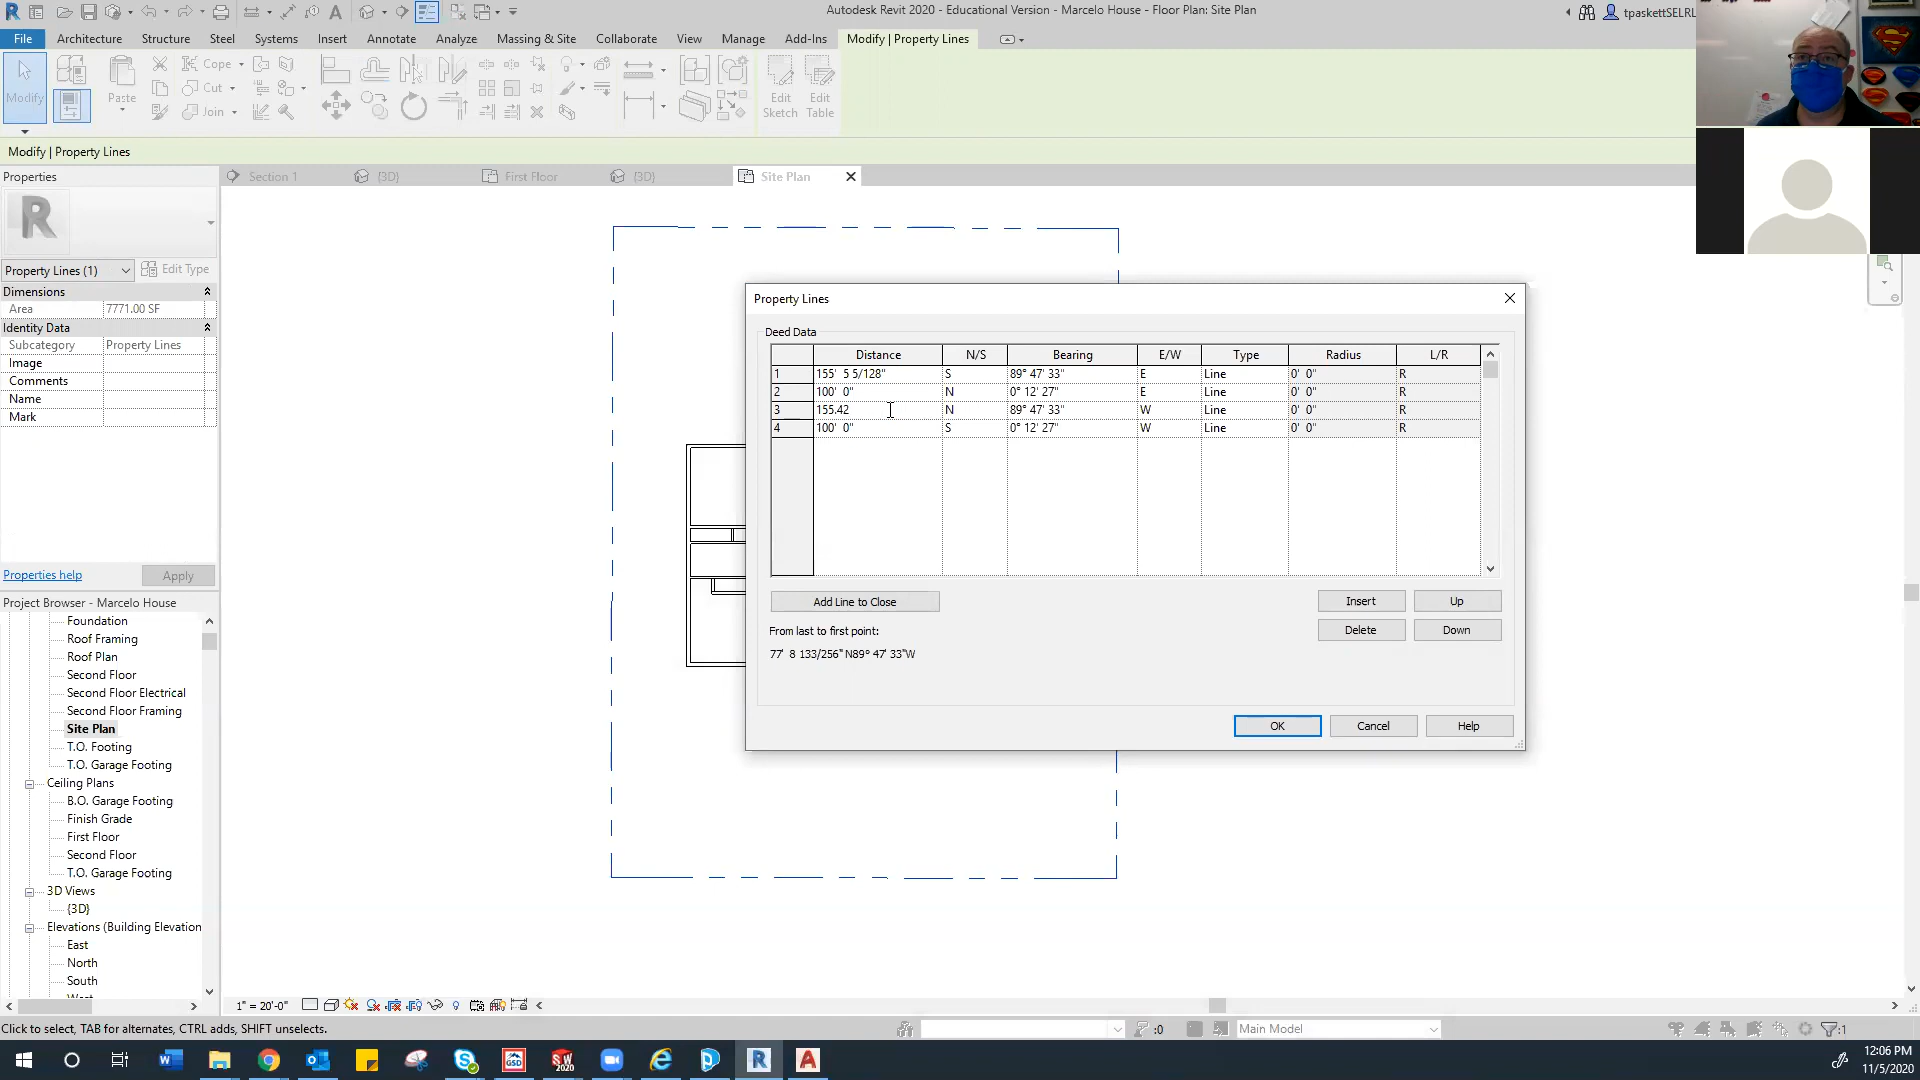 Autodesk Revit 2020 - Educational Version - Marcelo House - Floor Plan: Site Plan
tpaskettSELRL
File Architecture Structure Steel Systems Insert Annotate Analyze Massing & Site Collaborate View Manage Add-Ins Modify | Property Lines
Modify
Paste
Cope
Cut
Join
Edit Sketch
Edit Table
Modify | Property Lines
Properties
Section 1
{3D}
First Floor
{3D}
Site Plan
R
Property Lines (1)
Edit Type
Dimensions
Area 7771.00 SF
Identity Data
Subcategory Property Lines
Image
Comments
Name
Mark
Properties help
Apply
Project Browser - Marcelo House
Foundation
Roof Framing
Roof Plan
Second Floor
Second Floor Electrical
Second Floor Framing
Site Plan
T.O. Footing
T.O. Garage Footing
Ceiling Plans
B.O. Garage Footing
Finish Grade
First Floor
Second Floor
T.O. Garage Footing
3D Views
{3D}
Elevations (Building Elevation
East
North
South
Property Lines
Deed Data
Distance N/S Bearing E/W Type Radius L/R
1 155' 5 5/128" S 89° 47' 33" E Line 0' 0" R
2 100' 0" N 0° 12' 27" E Line 0' 0" R
3 155.42 N 89° 47' 33" W Line 0' 0" R
4 100' 0" S 0° 12' 27" W Line 0' 0" R
Add Line to Close
Insert
Up
From last to first point:
Delete
Down
77' 8 133/256" N89° 47' 33"W
OK
Cancel
Help
1" = 20'-0"
Click to select, TAB for alternates, CTRL adds, SHIFT unselects.
:0
Main Model
:1
12:06 PM
11/5/2020